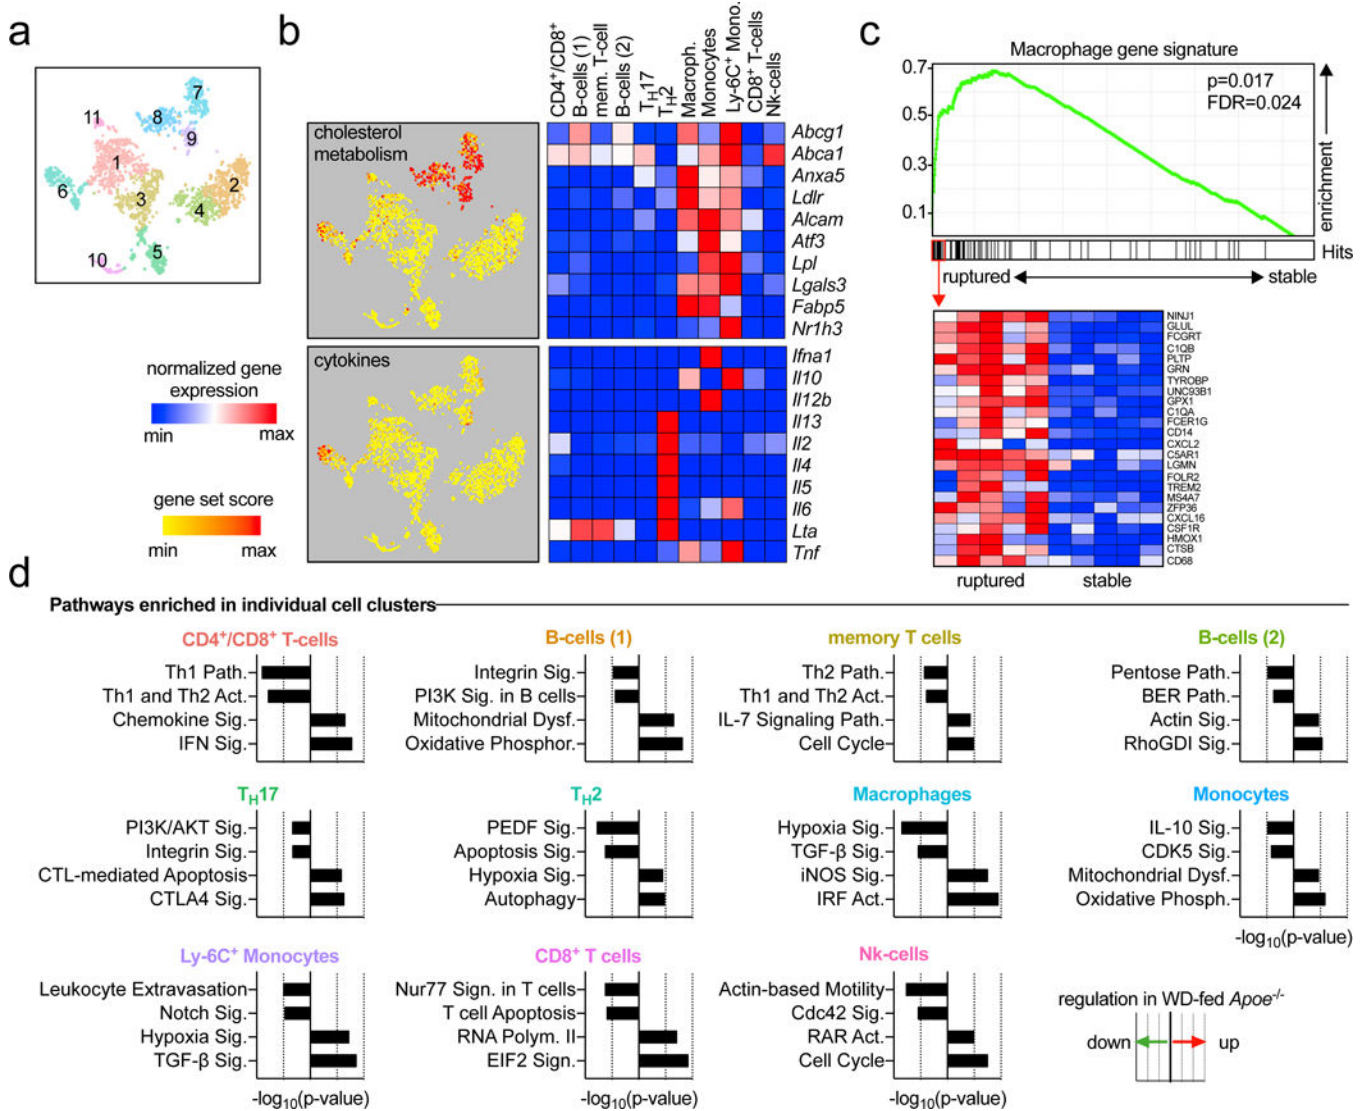 a
b
c
CD4⁺/CD8⁺
B-cells (1)
mem. T-cell
B-cells (2)
T_H17
T_H2
Macroph.
Monocytes
Ly-6C⁺ Mono.
CD8⁺ T-cells
Nk-cells
1
2
3
4
5
6
7
8
9
10
11
cholesterol
metabolism
Abcg1
Abca1
Anxa5
Ldlr
Alcam
Atf3
Lpl
Lgals3
Fabp5
Nr1h3
cytokines
Ifna1
Il10
Il12b
Il13
Il2
Il4
Il5
Il6
Lta
Tnf
normalized gene
expression
min max
gene set score
min max
Macrophage gene signature
0.7
0.5
0.3
0.1
p=0.017
FDR=0.024
enrichment
Hits
ruptured stable
NINJ1
GLUL
FCGRT
C1QB
PLTP
GRN
TYROBP
UNC93B1
GPX1
C1QA
FCER1G
CD14
CXCL2
C5AR1
LGMN
FOLR2
TREM2
MS4A7
ZFP36
CXCL16
CSF1R
HMOX1
CTSB
CD68
ruptured stable
d
Pathways enriched in individual cell clusters
CD4⁺/CD8⁺ T-cells
Th1 Path.
Th1 and Th2 Act.
Chemokine Sig.
IFN Sig.
B-cells (1)
Integrin Sig.
PI3K Sig. in B cells
Mitochondrial Dysf.
Oxidative Phosphor.
memory T cells
Th2 Path.
Th1 and Th2 Act.
IL-7 Signaling Path.
Cell Cycle
B-cells (2)
Pentose Path.
BER Path.
Actin Sig.
RhoGDI Sig.
T_H17
PI3K/AKT Sig.
Integrin Sig.
CTL-mediated Apoptosis
CTLA4 Sig.
T_H2
PEDF Sig.
Apoptosis Sig.
Hypoxia Sig.
Autophagy
Macrophages
Hypoxia Sig.
TGF-β Sig.
iNOS Sig.
IRF Act.
Monocytes
IL-10 Sig.
CDK5 Sig.
Mitochondrial Dysf.
Oxidative Phosph.
-log₁₀(p-value)
Ly-6C⁺ Monocytes
Leukocyte Extravasation
Notch Sig.
Hypoxia Sig.
TGF-β Sig.
-log₁₀(p-value)
CD8⁺ T cells
Nur77 Sign. in T cells
T cell Apoptosis
RNA Polym. II
EIF2 Sign.
-log₁₀(p-value)
Nk-cells
Actin-based Motility
Cdc42 Sig.
RAR Act.
Cell Cycle
-log₁₀(p-value)
regulation in WD-fed Apoe⁻/⁻
down up